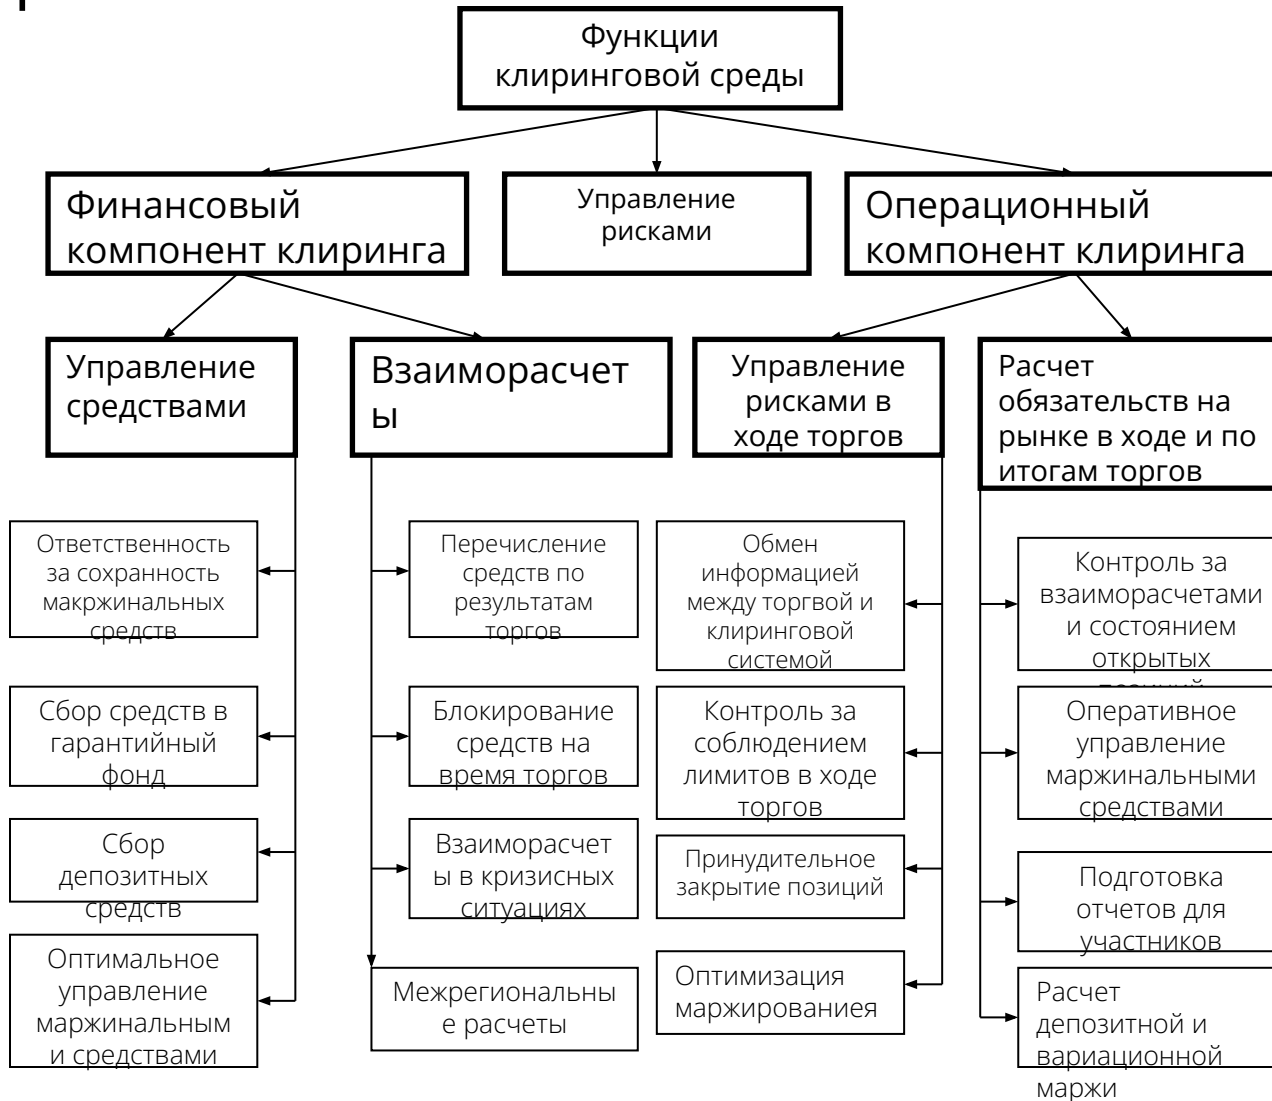 Функции
клиринговой среды
Финансовый
компонент клиринга
Управление
рисками
Операционный
компонент клиринга
Управление
средствами
Взаиморасчет
ы
Управление
рисками в
ходе торгов
Расчет
обязательств на
рынке в ходе и по
итогам торгов
Ответственность
за сохранность
макржинальных
средств
Сбор средств в
гарантийный
фонд
Сбор
депозитных
средств
Оптимальное
управление
маржинальным
и средствами
Перечисление
средств по
результатам
торгов
Блокирование
средств на
время торгов
Взаиморасчет
ы в кризисных
ситуациях
Межрегиональны
е расчеты
Обмен
информацией
между торгвой и
клиринговой
системой
Контроль за
соблюдением
лимитов в ходе
торгов
Принудительное
закрытие позиций
Оптимизация
маржированиея
Контроль за
взаиморасчетами
и состоянием
открытых
Оперативное
управление
маржинальными
средствами
Подготовка
отчетов для
участников
Расчет
депозитной и
вариационной
маржи